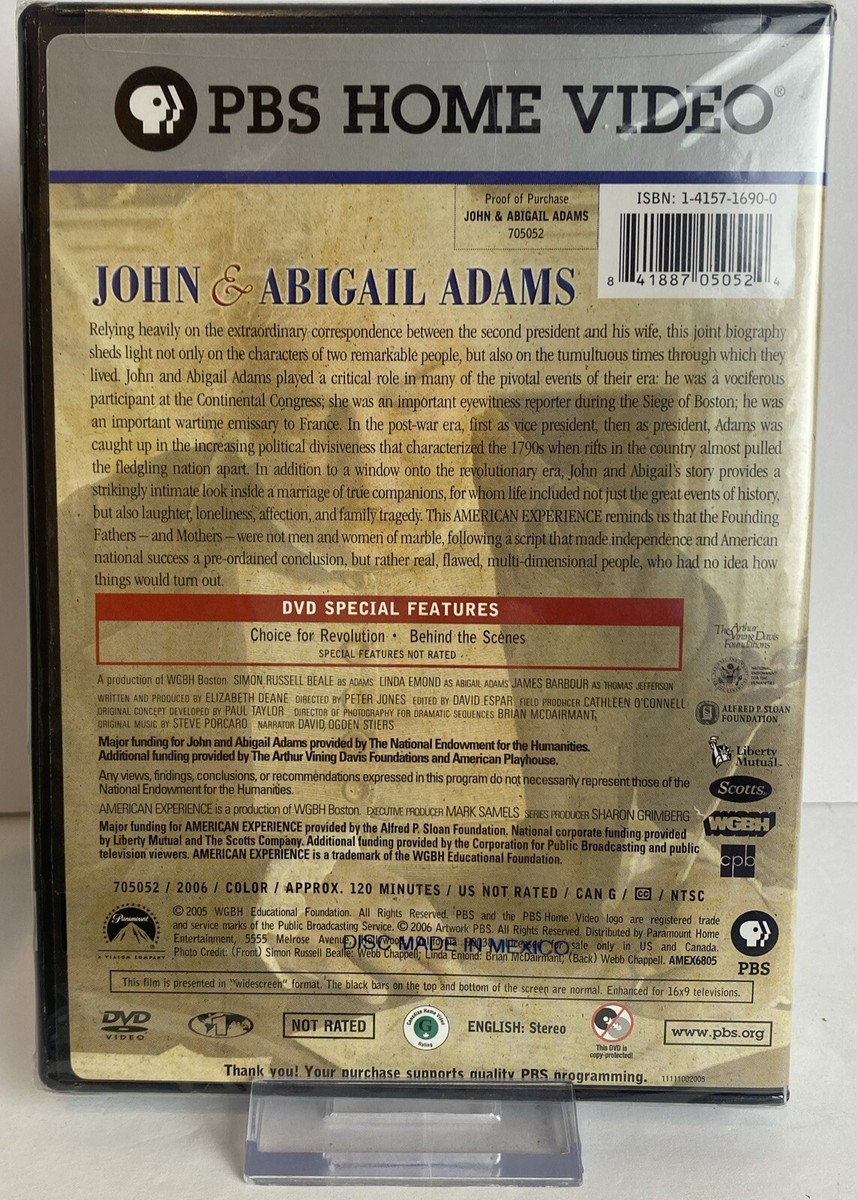 PBS HOME VIDEO®
Proof of Purchase
JOHN & ABIGAIL ADAMS
705052
ISBN: 1-4157-1690-0
8 41887 05052 4
JOHN & ABIGAIL ADAMS
Relying heavily on the extraordinary correspondence between the second president and his wife, this joint biography
sheds light not only on the characters of two remarkable people, but also on the tumultuous times through which they
lived. John and Abigail Adams played a critical role in many of the pivotal events of their era: he was a vociferous
participant at the Continental Congress; she was an important eyewitness reporter during the Siege of Boston; he was
an important wartime emissary to France. In the post-war era, first as vice president, then as president, Adams was
caught up in the increasing political divisiveness that characterized the 1790s when rifts in the country almost pulled
the fledgling nation apart. In addition to a window onto the revolutionary era, John and Abigail's story provides a
strikingly intimate look inside a marriage of true companions, for whom life included not just the great events of history,
but also laughter, loneliness, affection, and family tragedy. This AMERICAN EXPERIENCE reminds us that the Founding
Fathers – and Mothers – were not men and women of marble, following a script that made independence and American
national success a pre-ordained conclusion, but rather real, flawed, multi-dimensional people, who had no idea how
things would turn out.
DVD SPECIAL FEATURES
Choice for Revolution • Behind the Scenes
SPECIAL FEATURES NOT RATED
The Arthur
Vining Davis
Foundations
A production of WGBH Boston SIMON RUSSELL BEALE as ADAMS LINDA EMOND as ABIGAIL ADAMS JAMES BARBOUR as THOMAS JEFFERSON
WRITTEN AND PRODUCED BY ELIZABETH DEANE DIRECTED BY PETER JONES EDITED BY DAVID ESPAR FIELD PRODUCER CATHLEEN O'CONNELL
ORIGINAL CONCEPT DEVELOPED BY PAUL TAYLOR DIRECTOR OF PHOTOGRAPHY FOR DRAMATIC SEQUENCES BRIAN MCDAIRMANT,
ORIGINAL MUSIC BY STEVE PORCARO NARRATOR DAVID OGDEN STIERS
ALFRED P. SLOAN
FOUNDATION
Major funding for John and Abigail Adams provided by The National Endowment for the Humanities.
Additional funding provided by The Arthur Vining Davis Foundations and American Playhouse.
Liberty
Mutual
Any views, findings, conclusions, or recommendations expressed in this program do not necessarily represent those of the
National Endowment for the Humanities.
Scotts
AMERICAN EXPERIENCE is a production of WGBH Boston. EXECUTIVE PRODUCER MARK SAMELS SERIES PRODUCER SHARON GRIMBERG
WGBH
Major funding for AMERICAN EXPERIENCE provided by the Alfred P. Sloan Foundation. National corporate funding provided
by Liberty Mutual and The Scotts Company. Additional funding provided by the Corporation for Public Broadcasting and public
television viewers. AMERICAN EXPERIENCE is a trademark of the WGBH Educational Foundation.
cpb
705052 / 2006 / COLOR / APPROX. 120 MINUTES / US NOT RATED / CAN G / CC / NTSC
Paramount
A VIACOM COMPANY
© 2005 WGBH Educational Foundation. All Rights Reserved. PBS and the PBS Home Video logo are registered trade
and service marks of the Public Broadcasting Service. © 2006 Artwork PBS. All Rights Reserved. Distributed by Paramount Home
Entertainment, 5555 Melrose Avenue, sale only in US and Canada.
DISC MADE IN MEXICO
Photo Credit: (Front) Simon Russell Bealle: Webb Chappell; Linda Emond: Brian McDairmant; (Back) Webb Chappell. AMEX6805
PBS
This film is presented in "widescreen" format. The black bars on the top and bottom of the screen are normal. Enhanced for 16x9 televisions.
DVD
VIDEO
1
NOT RATED
Canadian Home Video
G
Rating
ENGLISH: Stereo
This DVD is
copy-protected!
www.pbs.org
Thank you! Your purchase supports quality PBS programming.
11111002005